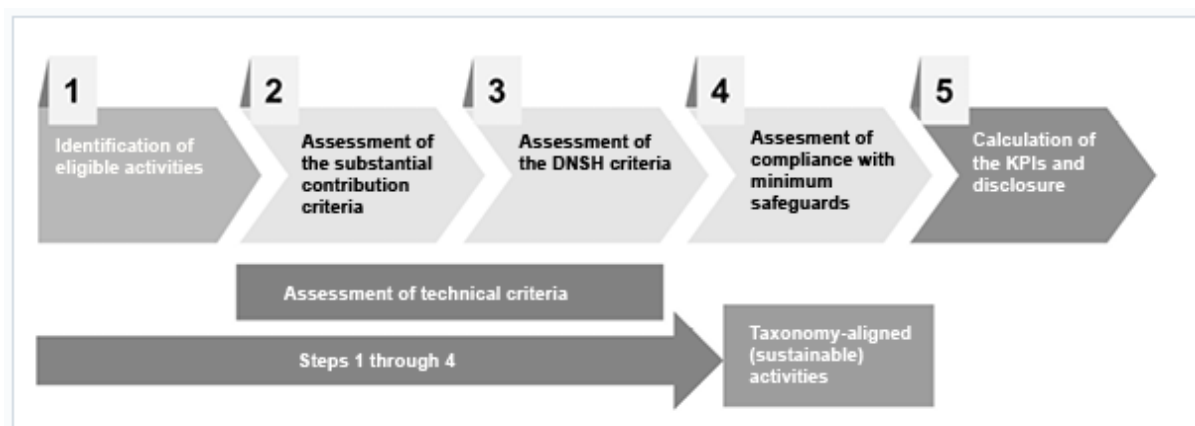 1
Identification of
eligible activities
2
Assessment of
the substantial
contribution
criteria
3
Assessment of
the DNSH criteria
4
Assesment of
compliance with
minimum
safeguards
5
Calculation of
the KPIs and
disclosure
Assessment of technical criteria
Steps 1 through 4
Taxonomy-aligned
(sustainable)
activities